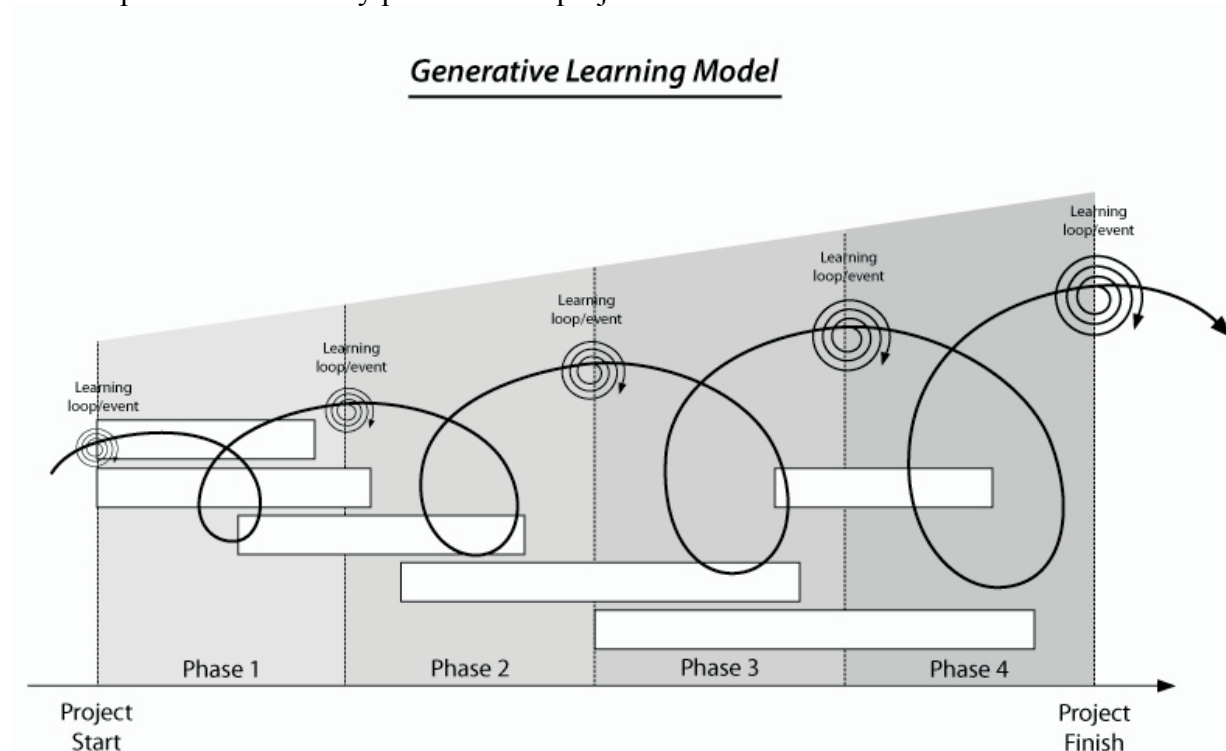 Generative Learning Model
Learning
loop/event
Learning
loop/event
Learning
loop/event
Learning
loop/event
Learning
loop/event
Phase 1
Phase 2
Phase 3
Phase 4
Project
Start
Project
Finish